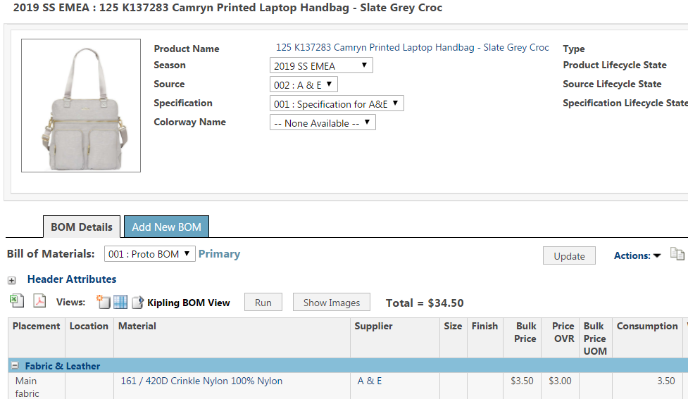 2019 SS EMEA : 125 K137283 Camryn Printed Laptop Handbag - Slate Grey Croc
Product Name 125 K137283 Camryn Printed Laptop Handbag - Slate Grey Croc Type
Season 2019 SS EMEA Product Lifecycle State
Source 002 : A & E Source Lifecycle State
Specification 001 : Specification for A&E Specification Lifecycle State
Colorway Name -- None Available --
BOM Details Add New BOM
Bill of Materials: 001 : Proto BOM Primary Update Actions:
Header Attributes
Views: Kipling BOM View Run Show Images Total = $34.50
Placement Location Material Supplier Size Finish Bulk Price Price OVR Bulk Price UOM Consumption
Fabric & Leather
Main fabric 161 / 420D Crinkle Nylon 100% Nylon A & E $3.50 $3.00 3.50